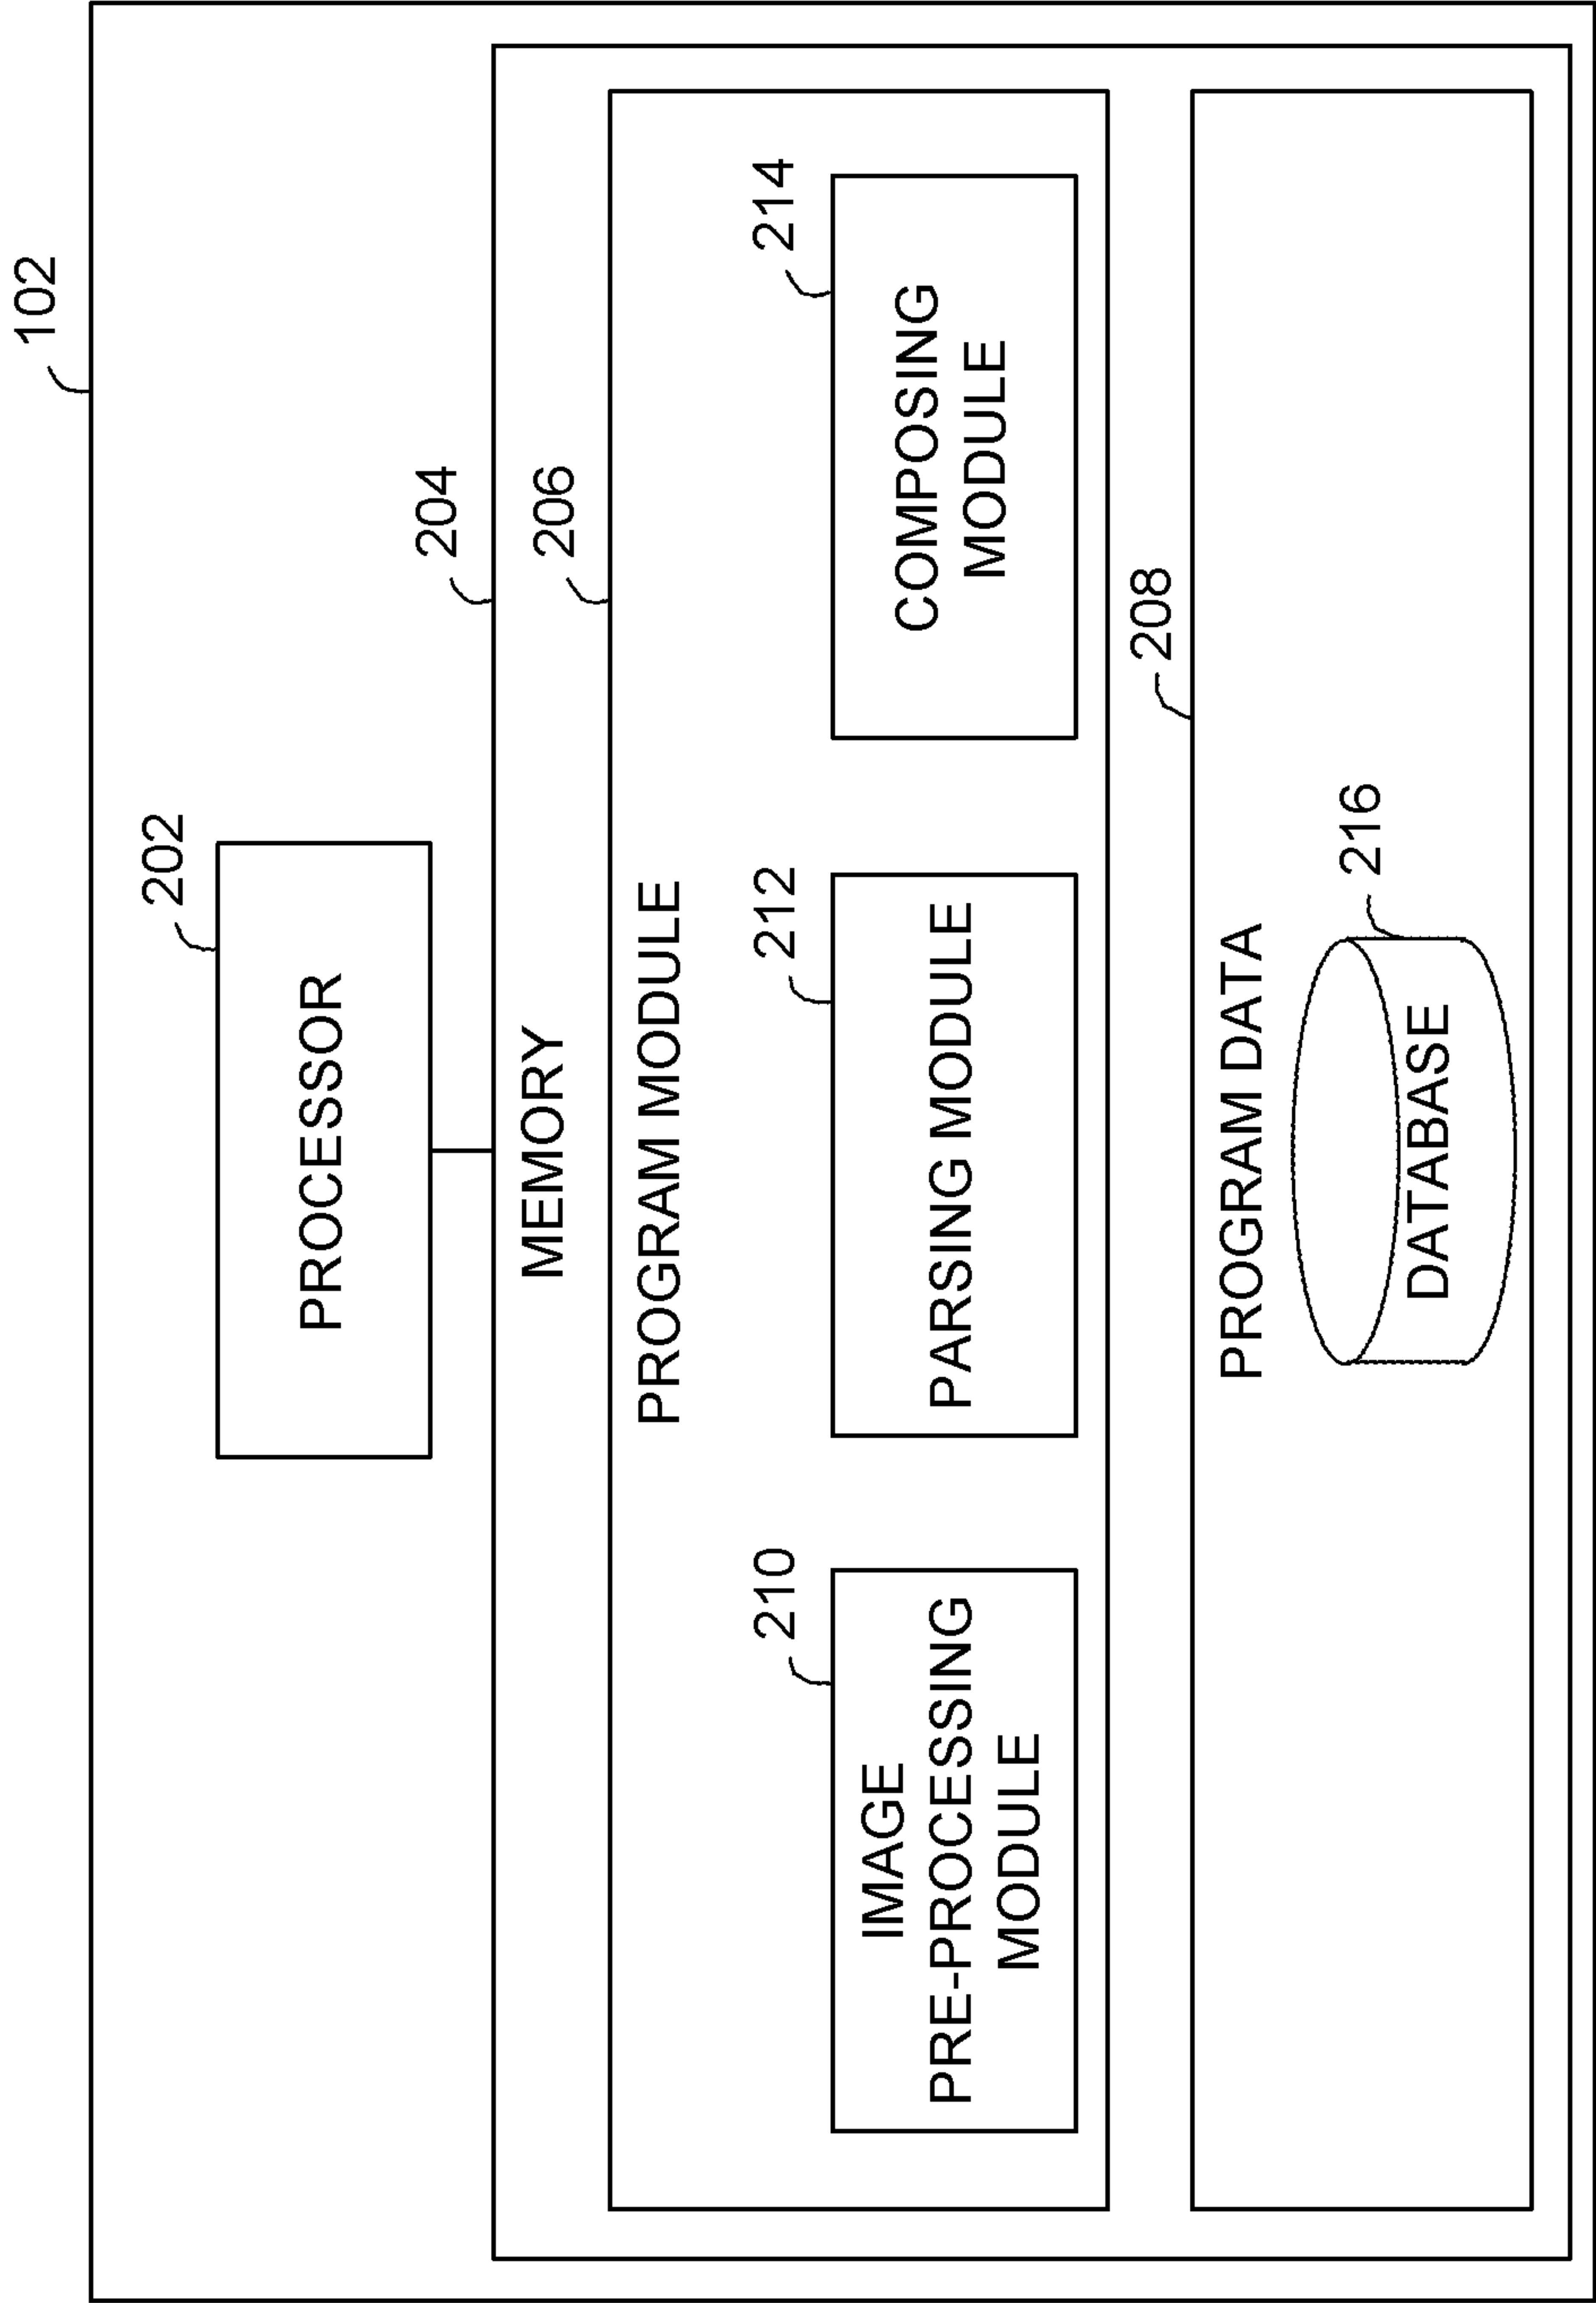 102
202
PROCESSOR
204
MEMORY
206
PROGRAM MODULE
210
212
214
IMAGE
PRE-PROCESSING
MODULE
PARSING MODULE
COMPOSING
MODULE
208
PROGRAM DATA
216
DATABASE